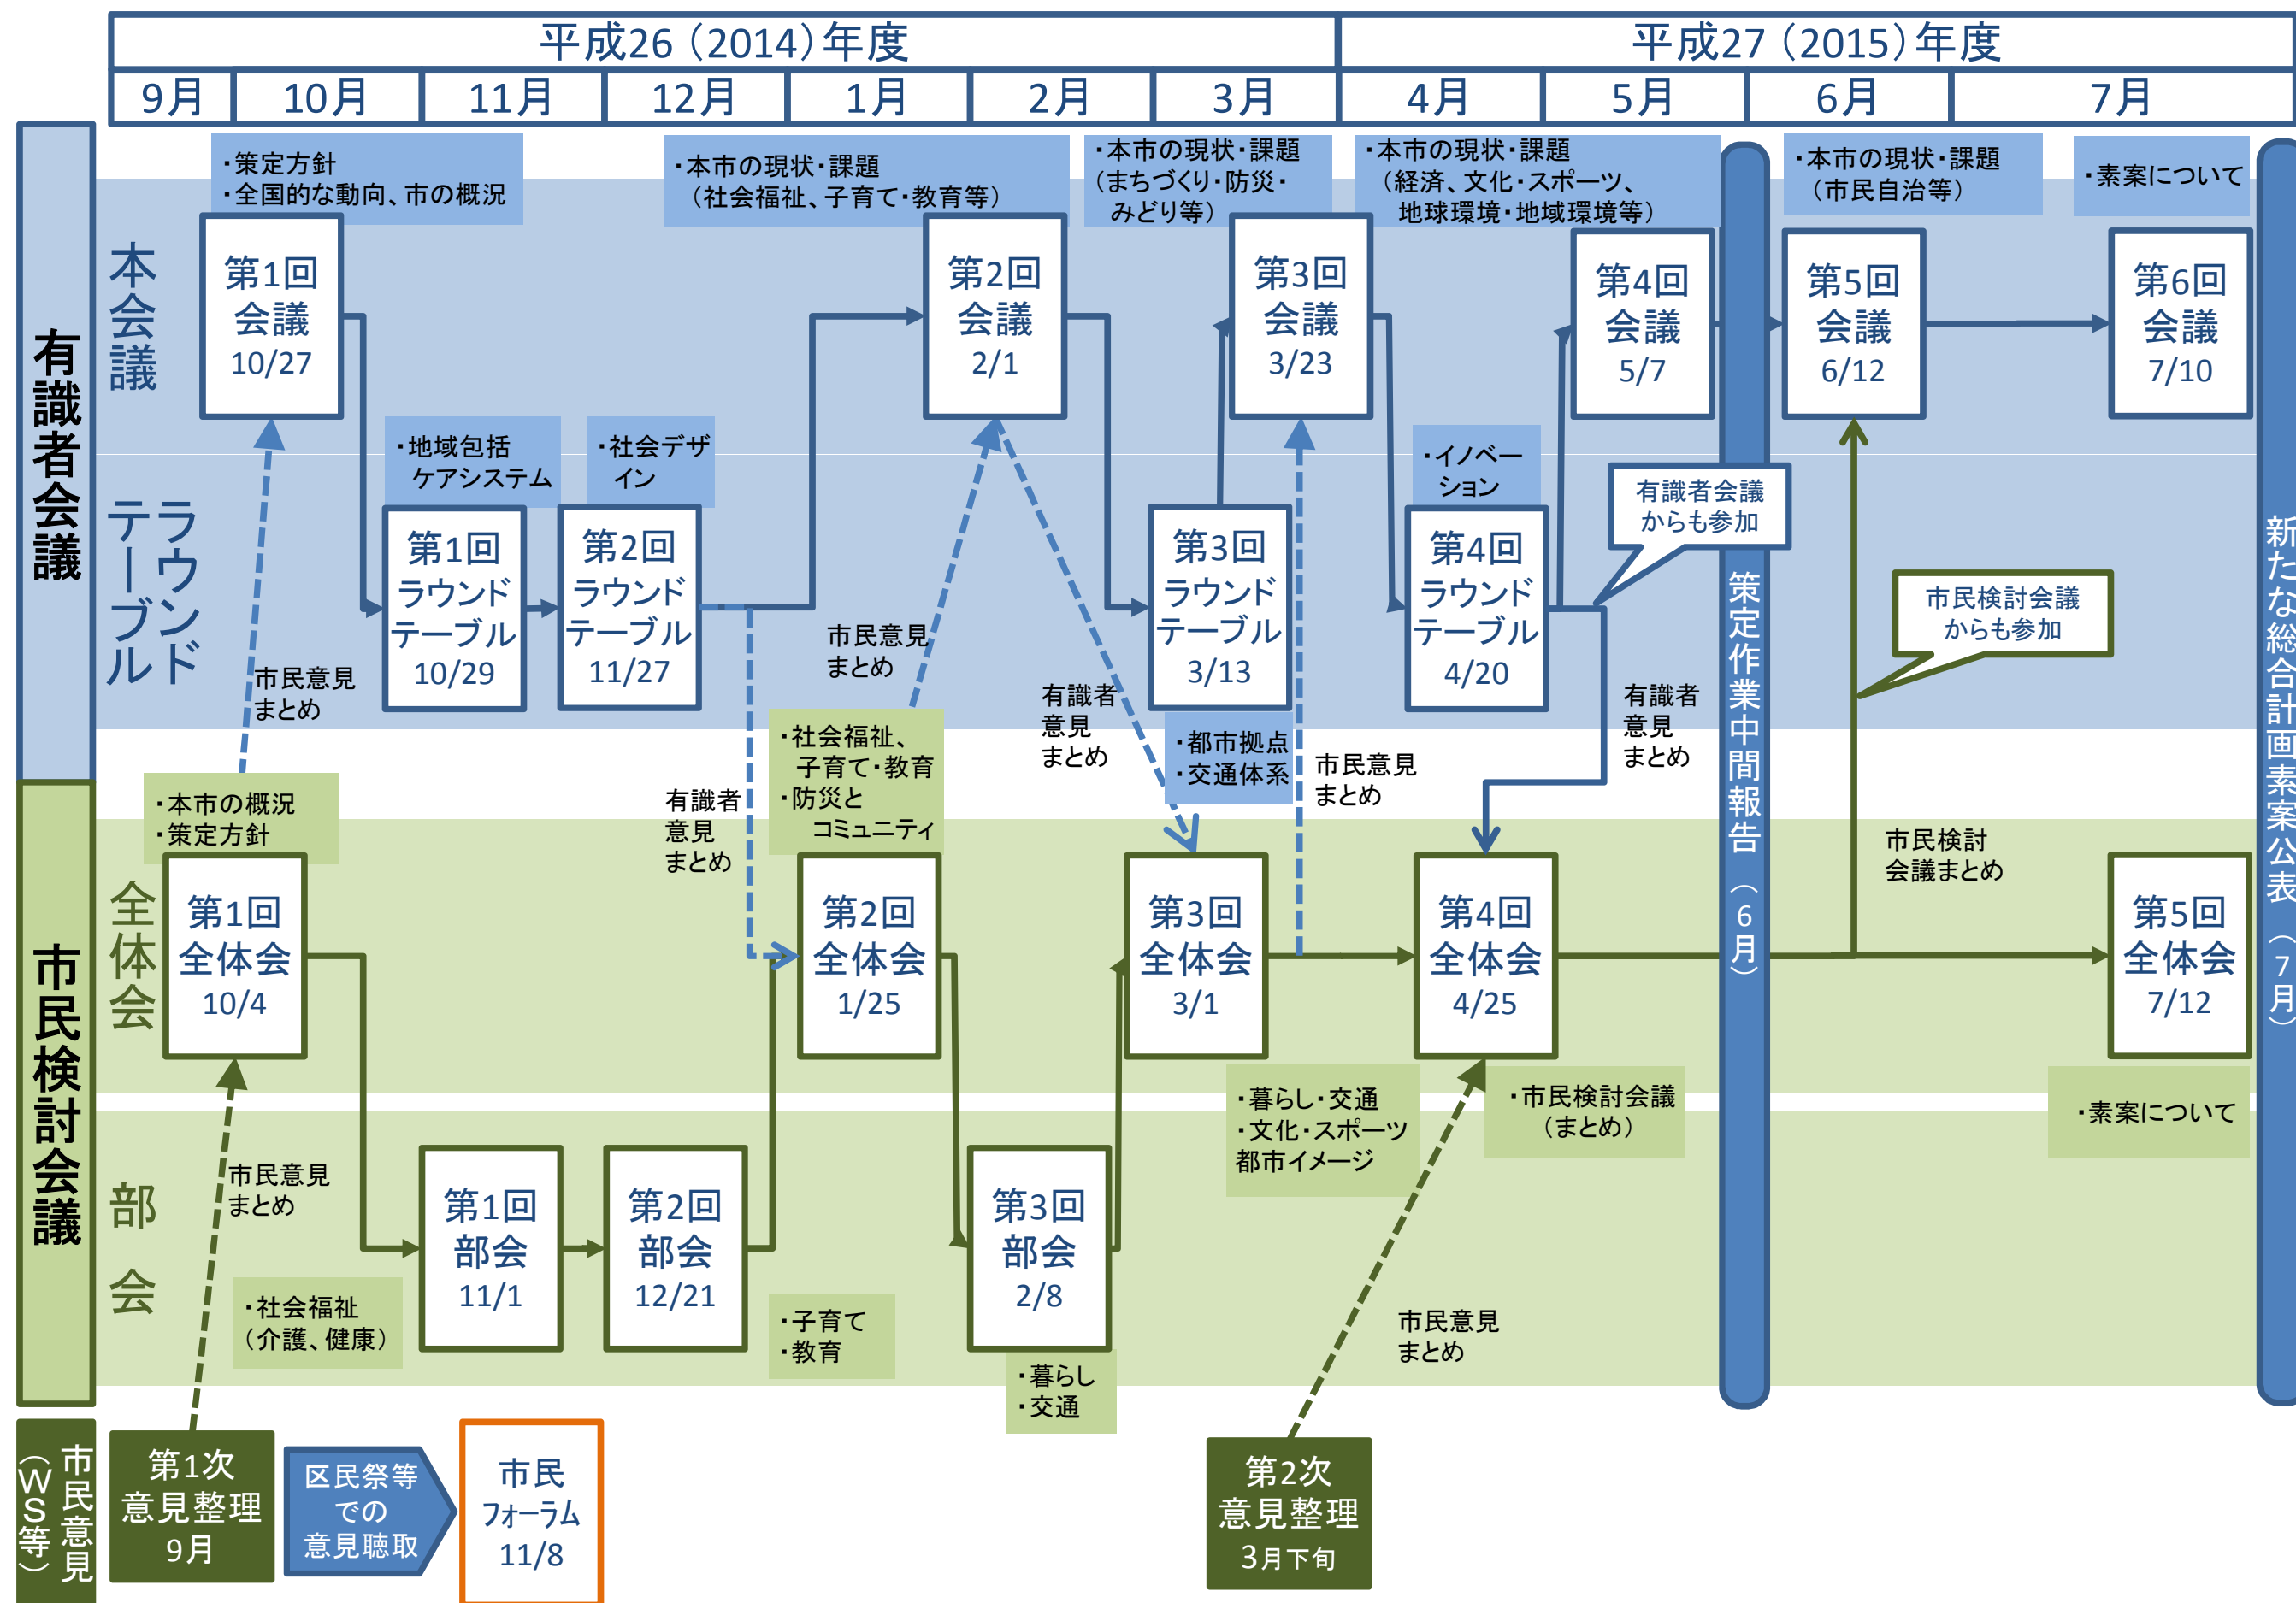 平成26（2014）年度
平成27（2015）年度
9月
10月
11月
12月
1月
2月
3月
4月
5月
6月
7月
有識者会議
本会議
ラウンド
テーブル
・策定方針
・全国的な動向、市の概況
・本市の現状・課題
（社会福祉、子育て・教育等）
・本市の現状・課題
（まちづくり・防災・
みどり等）
・本市の現状・課題
（経済、文化・スポーツ、
地球環境・地域環境等）
・本市の現状・課題
（市民自治等）
・素案について
第1回
会議
10/27
第2回
会議
2/1
第3回
会議
3/23
第4回
会議
5/7
第5回
会議
6/12
第6回
会議
7/10
・地域包括
ケアシステム
・社会デザ
イン
・イノベー
ション
有識者会議
からも参加
第1回
ラウンド
テーブル
10/29
第2回
ラウンド
テーブル
11/27
第3回
ラウンド
テーブル
3/13
第4回
ラウンド
テーブル
4/20
市民検討会議
からも参加
・都市拠点
・交通体系
市民意見
まとめ
有識者
意見
まとめ
市民意見
まとめ
有識者
意見
まとめ
市民意見
まとめ
有識者
意見
まとめ
市民検討
会議まとめ
策定作業中間報告（6月）
新たな総合計画素案公表（7月）
市民検討会議
全体会
部会
・本市の概況
・策定方針
・社会福祉、
子育て・教育
・防災と
コミュニティ
第1回
全体会
10/4
第2回
全体会
1/25
第3回
全体会
3/1
第4回
全体会
4/25
第5回
全体会
7/12
・暮らし・交通
・文化・スポーツ
都市イメージ
・市民検討会議
（まとめ）
・素案について
市民意見
まとめ
第1回
部会
11/1
第2回
部会
12/21
第3回
部会
2/8
・社会福祉
（介護、健康）
・子育て
・教育
・暮らし
・交通
市民意見
まとめ
市民意見
（WS等）
第1次
意見整理
9月
区民祭等
での
意見聴取
市民
フォーラム
11/8
第2次
意見整理
3月下旬